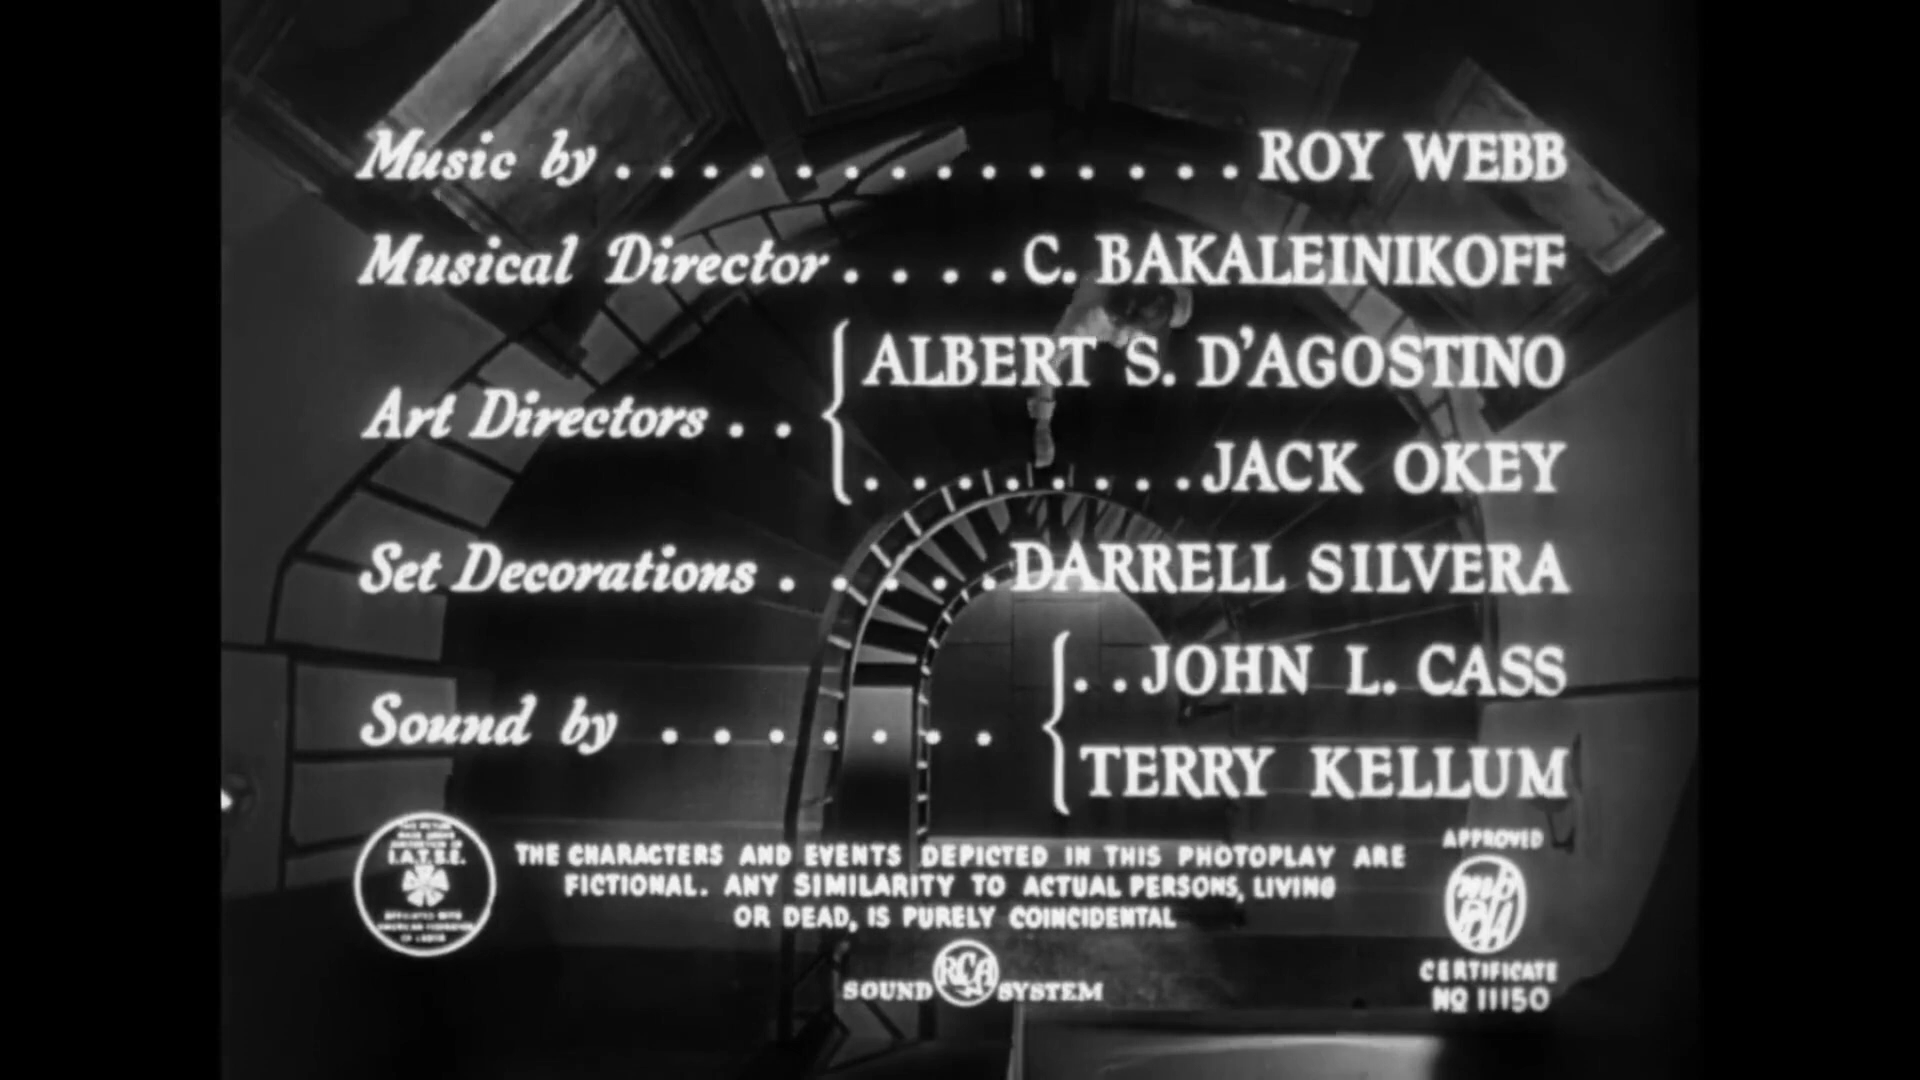 Music by . . . . . . . . . . . . . . ROY WEBB
Musical Director . . . . C. BAKALEINIKOFF
Art Directors . . { ALBERT S. D'AGOSTINO
. . . . . . . . JACK OKEY
Set Decorations . . . . . DARRELL SILVERA
Sound by . . . . . . . { . . JOHN L. CASS
TERRY KELLUM
I.A.T.S.E.
THE CHARACTERS AND EVENTS DEPICTED IN THIS PHOTOPLAY ARE
FICTIONAL. ANY SIMILARITY TO ACTUAL PERSONS, LIVING
OR DEAD, IS PURELY COINCIDENTAL
APPROVED
CERTIFICATE
No 11150
SOUND RCA SYSTEM